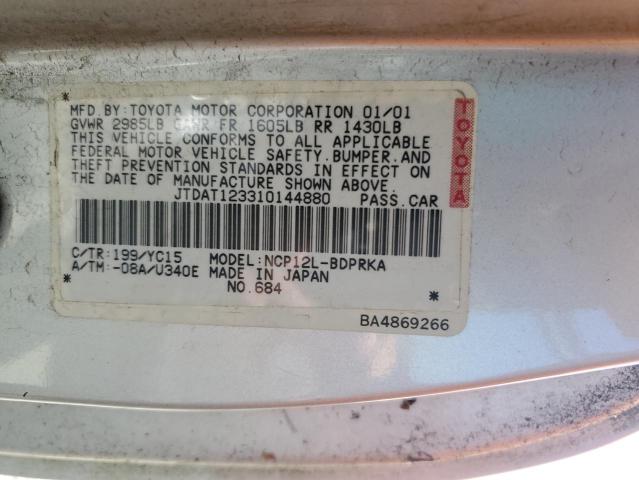 MFD.BY:TOYOTA MOTOR CORPORATION 01/01
GVWR 2985LB FR 1605LB RR 1430LB
THIS VEHICLE CONFORMS TO ALL APPLICABLE
FEDERAL MOTOR VEHICLE SAFETY.BUMPER.AND
THEFT PREVENTION STANDARDS IN EFFECT ON
THE DATE OF MANUFACTURE SHOWN ABOVE.
JTDAT123310144880 PASS.CAR
TOYOTA
C/TR:199/YC15 MODEL:NCP12L-BDPRKA
A/TM:-08A/U340E MADE IN JAPAN
NO.684
* *
BA4869266